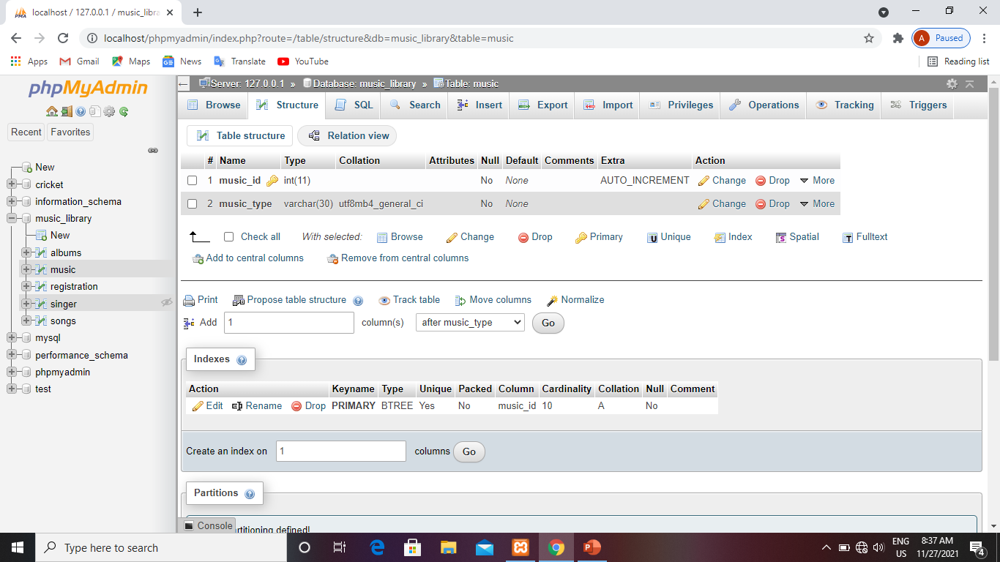 localhost / 127.0.0.1 / music_libra
localhost/phpmyadmin/index.php?route=/table/structure&db=music_library&table=music
A Paused
Apps Gmail Maps News Translate YouTube Reading list
phpMyAdmin
Recent Favorites
New
cricket
information_schema
music_library
New
albums
music
registration
singer
songs
mysql
performance_schema
phpmyadmin
test
Server: 127.0.0.1 » Database: music_library » Table: music
Browse Structure SQL Search Insert Export Import Privileges Operations Tracking Triggers
Table structure Relation view
# Name Type Collation Attributes Null Default Comments Extra Action
1 music_id int(11) No None AUTO_INCREMENT Change Drop More
2 music_type varchar(30) utf8mb4_general_ci No None Change Drop More
Check all With selected: Browse Change Drop Primary Unique Index Spatial Fulltext
Add to central columns Remove from central columns
Print Propose table structure Track table Move columns Normalize
Add 1 column(s) after music_type Go
Indexes
Action Keyname Type Unique Packed Column Cardinality Collation Null Comment
Edit Rename Drop PRIMARY BTREE Yes No music_id 10 A No
Create an index on 1 columns Go
Partitions
Console rtitioning defined!
Type here to search
ENG 8:37 AM
US 11/27/2021 4